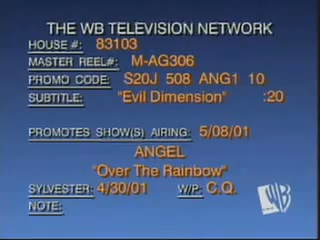 THE WB TELEVISION NETWORK
HOUSE #: 83103
MASTER REEL#: M-AG306
PROMO CODE: S20J 508 ANG1 10
SUBTITLE: "Evil Dimension" :20
PROMOTES SHOW(S) AIRING: 5/08/01
ANGEL
"Over The Rainbow"
SYLVESTER: 4/30/01 W/P: C.Q.
NOTE:
WB